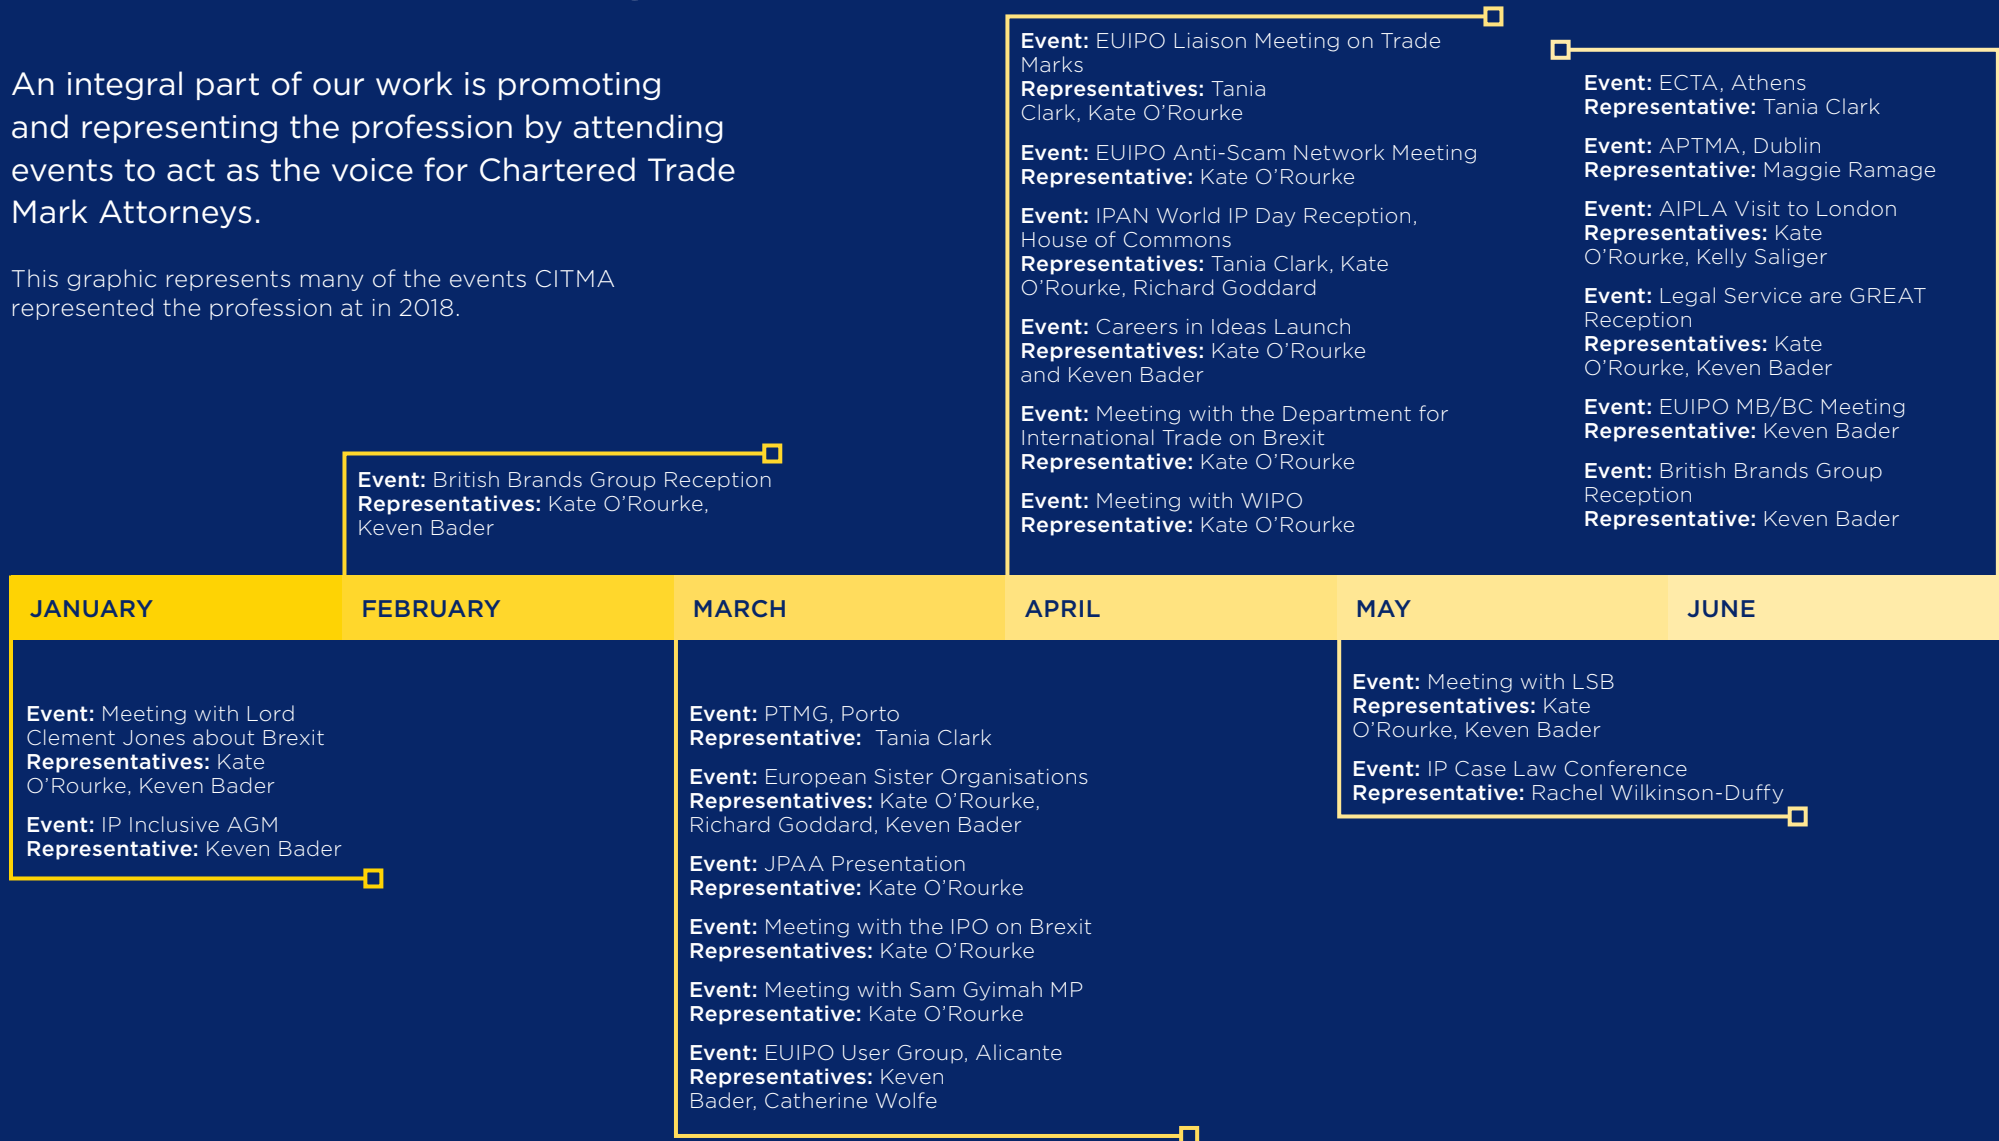 An integral part of our work is promoting
and representing the profession by attending
events to act as the voice for Chartered Trade
Mark Attorneys.
This graphic represents many of the events CITMA
represented the profession at in 2018.
Event: British Brands Group Reception
Representatives: Kate O’Rourke,
Keven Bader
Event: EUIPO Liaison Meeting on Trade
Marks
Representatives: Tania
Clark, Kate O’Rourke
Event: EUIPO Anti-Scam Network Meeting
Representative: Kate O’Rourke
Event: IPAN World IP Day Reception,
House of Commons
Representatives: Tania Clark, Kate
O’Rourke, Richard Goddard
Event: Careers in Ideas Launch
Representatives: Kate O’Rourke
and Keven Bader
Event: Meeting with the Department for
International Trade on Brexit
Representative: Kate O’Rourke
Event: Meeting with WIPO
Representative: Kate O’Rourke
Event: ECTA, Athens
Representative: Tania Clark
Event: APTMA, Dublin
Representative: Maggie Ramage
Event: AIPLA Visit to London
Representatives: Kate
O’Rourke, Kelly Saliger
Event: Legal Service are GREAT
Reception
Representatives: Kate
O’Rourke, Keven Bader
Event: EUIPO MB/BC Meeting
Representative: Keven Bader
Event: British Brands Group
Reception
Representative: Keven Bader
JANUARY
FEBRUARY
MARCH
APRIL
MAY
JUNE
Event: Meeting with Lord
Clement Jones about Brexit
Representatives: Kate
O’Rourke, Keven Bader
Event: IP Inclusive AGM
Representative: Keven Bader
Event: PTMG, Porto
Representative: Tania Clark
Event: European Sister Organisations
Representatives: Kate O’Rourke,
Richard Goddard, Keven Bader
Event: JPAA Presentation
Representative: Kate O’Rourke
Event: Meeting with the IPO on Brexit
Representatives: Kate O’Rourke
Event: Meeting with Sam Gyimah MP
Representative: Kate O’Rourke
Event: EUIPO User Group, Alicante
Representatives: Keven
Bader, Catherine Wolfe
Event: Meeting with LSB
Representatives: Kate
O’Rourke, Keven Bader
Event: IP Case Law Conference
Representative: Rachel Wilkinson-Duffy